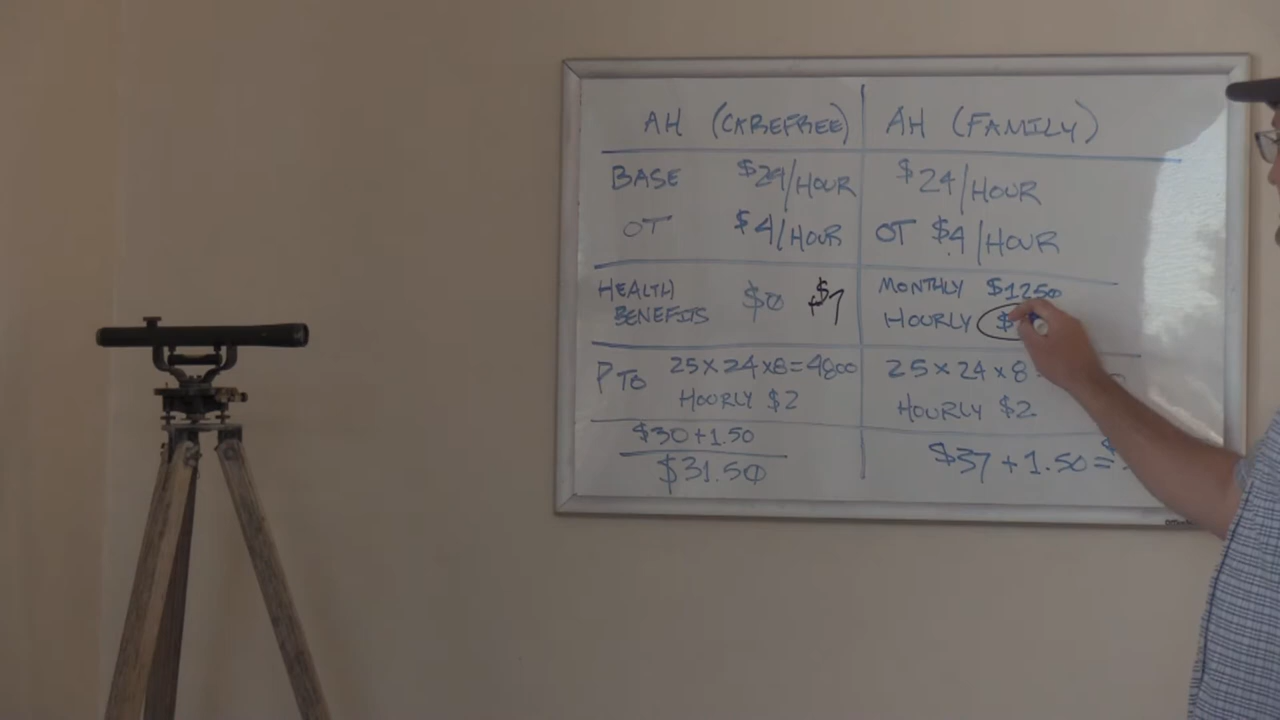 AH (CAREFREE)
AH (FAMILY)
BASE $24/HOUR
$24/HOUR
OT $4/HOUR
OT $4/HOUR
HEALTH BENEFITS $0 $7
MONTHLY $1250
HOURLY $
PTO 25×24×8=4800
HOURLY $2
25×24×8
HOURLY $2
$30+1.50
$31.50
$37+1.50=$